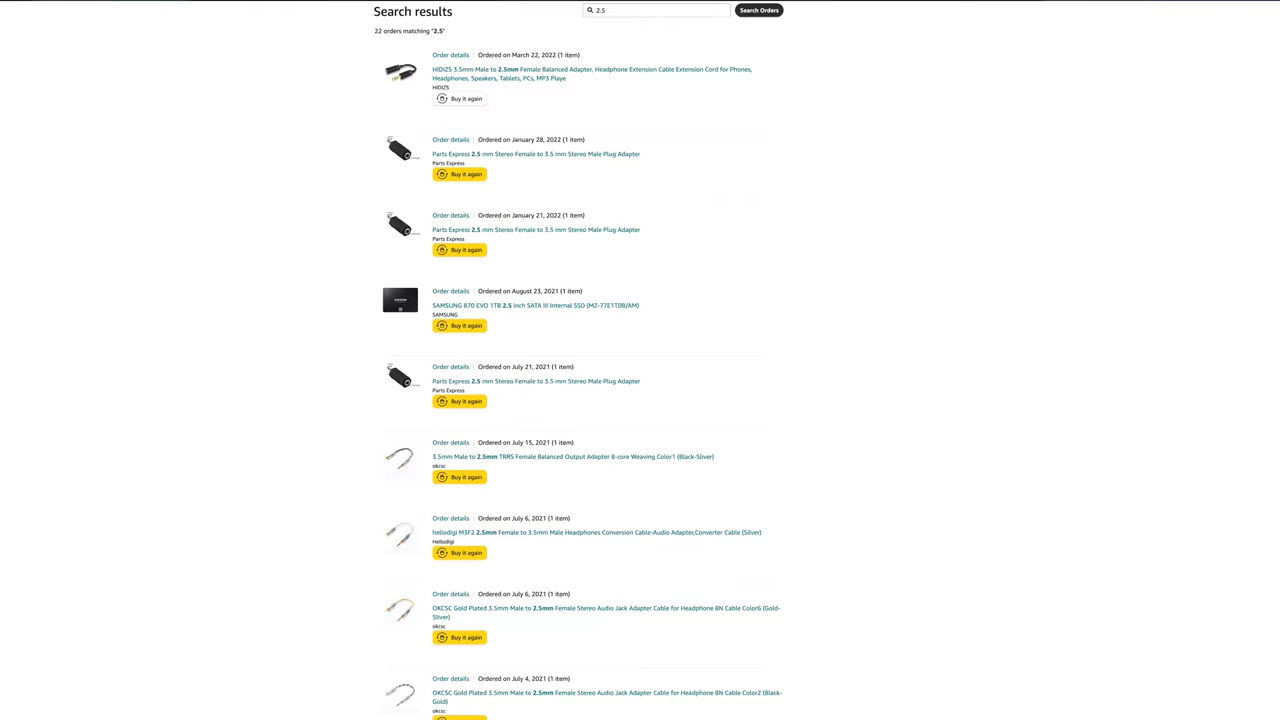 Search results
2.5
Search Orders
22 orders matching "2.5"
Order details | Ordered on March 22, 2022 (1 item)
HIDIZS 3.5mm Male to 2.5mm Female Balanced Adapter, Headphone Extension Cable Extension Cord for Phones,
Headphones, Speakers, Tablets, PCs, MP3 Playe
HIDIZS
Buy it again
Order details | Ordered on January 28, 2022 (1 item)
Parts Express 2.5 mm Stereo Female to 3.5 mm Stereo Male Plug Adapter
Parts Express
Buy it again
Order details | Ordered on January 21, 2022 (1 item)
Parts Express 2.5 mm Stereo Female to 3.5 mm Stereo Male Plug Adapter
Parts Express
Buy it again
Order details | Ordered on August 23, 2021 (1 item)
SAMSUNG 870 EVO 1TB 2.5 Inch SATA III Internal SSD (MZ-77E1T0B/AM)
SAMSUNG
Buy it again
Order details | Ordered on July 21, 2021 (1 item)
Parts Express 2.5 mm Stereo Female to 3.5 mm Stereo Male Plug Adapter
Parts Express
Buy it again
Order details | Ordered on July 15, 2021 (1 item)
3.5mm Male to 2.5mm TRRS Female Balanced Output Adapter 8-core Weaving Color1 (Black-Sliver)
okcsc
Buy it again
Order details | Ordered on July 6, 2021 (1 item)
hellodigi M3F2 2.5mm Female to 3.5mm Male Headphones Conversion Cable-Audio Adapter,Converter Cable (Silver)
Hellodigi
Buy it again
Order details | Ordered on July 6, 2021 (1 item)
OKCSC Gold Plated 3.5mm Male to 2.5mm Female Stereo Audio Jack Adapter Cable for Headphone 8N Cable Color6 (Gold-
Sliver)
okcsc
Buy it again
Order details | Ordered on July 4, 2021 (1 item)
OKCSC Gold Plated 3.5mm Male to 2.5mm Female Stereo Audio Jack Adapter Cable for Headphone 8N Cable Color2 (Black-
Gold)
okcsc